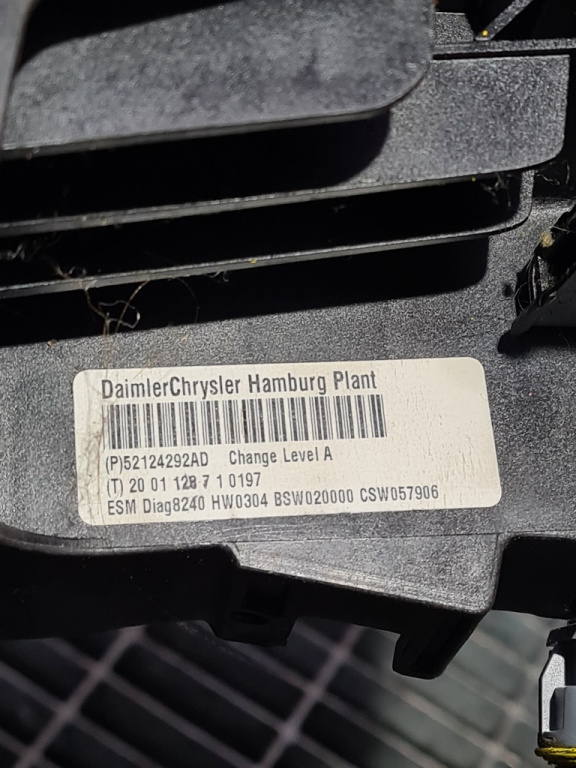 DaimlerChrysler Hamburg Plant
(P)52124292AD Change Level A
(T) 20 01 128 7 1 0197
ESM Diag8240 HW0304 BSW020000 CSW057906